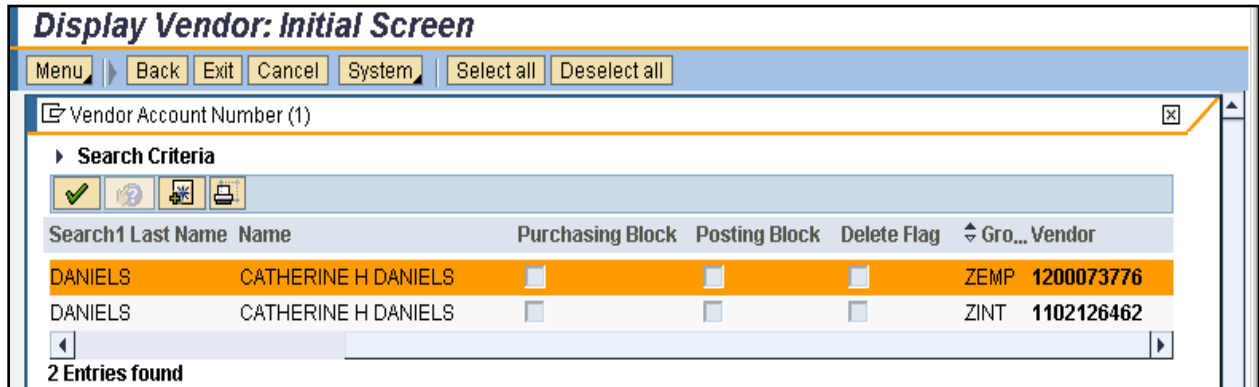 Display Vendor: Initial Screen
Menu Back Exit Cancel System Select all Deselect all
Vendor Account Number (1)
Search Criteria
Search1 Last Name Name Purchasing Block Posting Block Delete Flag Gro... Vendor
DANIELS CATHERINE H DANIELS ZEMP 1200073776
DANIELS CATHERINE H DANIELS ZINT 1102126462
2 Entries found